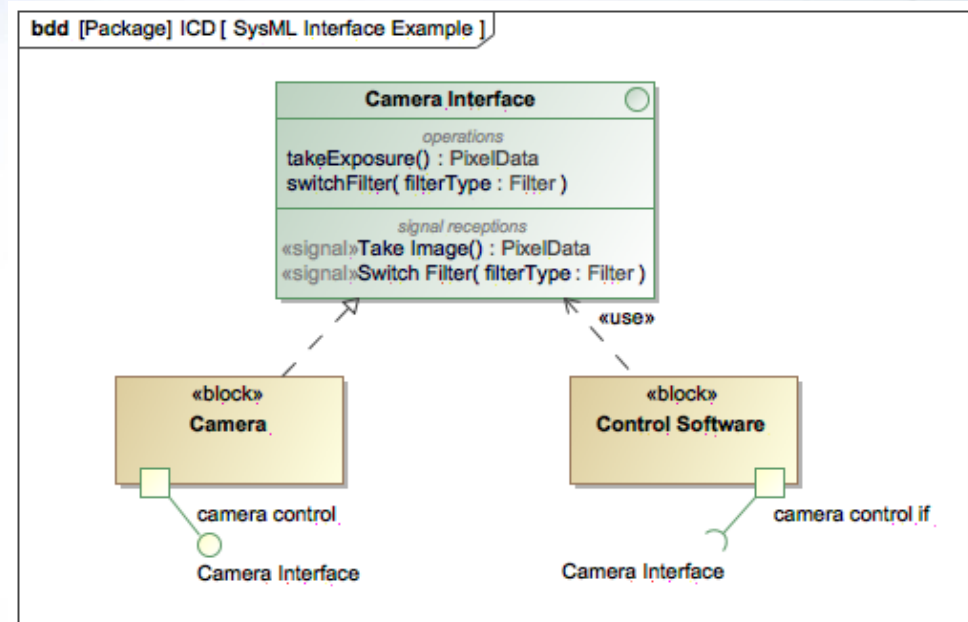 bdd [Package] ICD [ SysML Interface Example ]
Camera Interface
operations
takeExposure() : PixelData
switchFilter( filterType : Filter )
signal receptions
«signal»Take Image() : PixelData
«signal»Switch Filter( filterType : Filter )
«use»
«block»
Camera
«block»
Control Software
camera control
camera control if
Camera Interface
Camera Interface